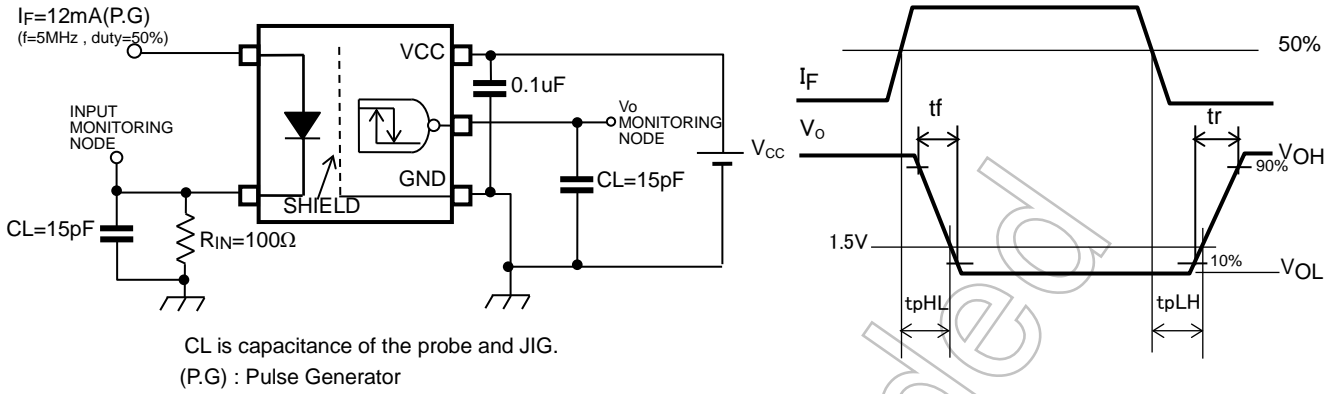 IF=12mA(P.G)
(f=5MHz , duty=50%)
VCC
0.1uF
INPUT
MONITORING
NODE
Vo
MONITORING
NODE
VCC
GND
SHIELD
CL=15pF
CL=15pF
RIN=100Ω
CL is capacitance of the probe and JIG.
(P.G) : Pulse Generator
50%
IF
tf
tr
VO
VOH
90%
1.5V
10%
VOL
tpHL
tpLH
ded